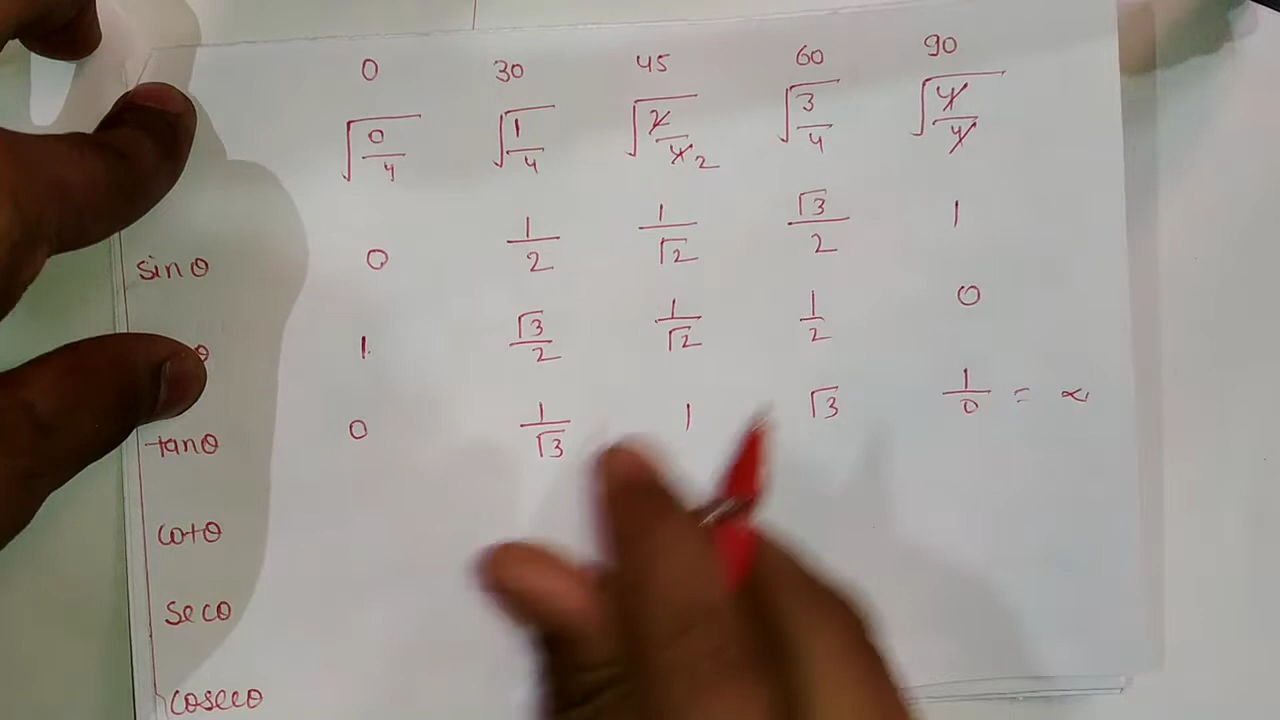 0 30 45 60 90
√0/4 √1/4 √2/4 2 √3/4 √4/4
sinθ 0 1/2 1/√2 √3/2 1
1 √3/2 1/√2 1/2 0
tanθ 0 1/√3 1 √3 1/0 = ∝
cotθ
secθ
cosecθ